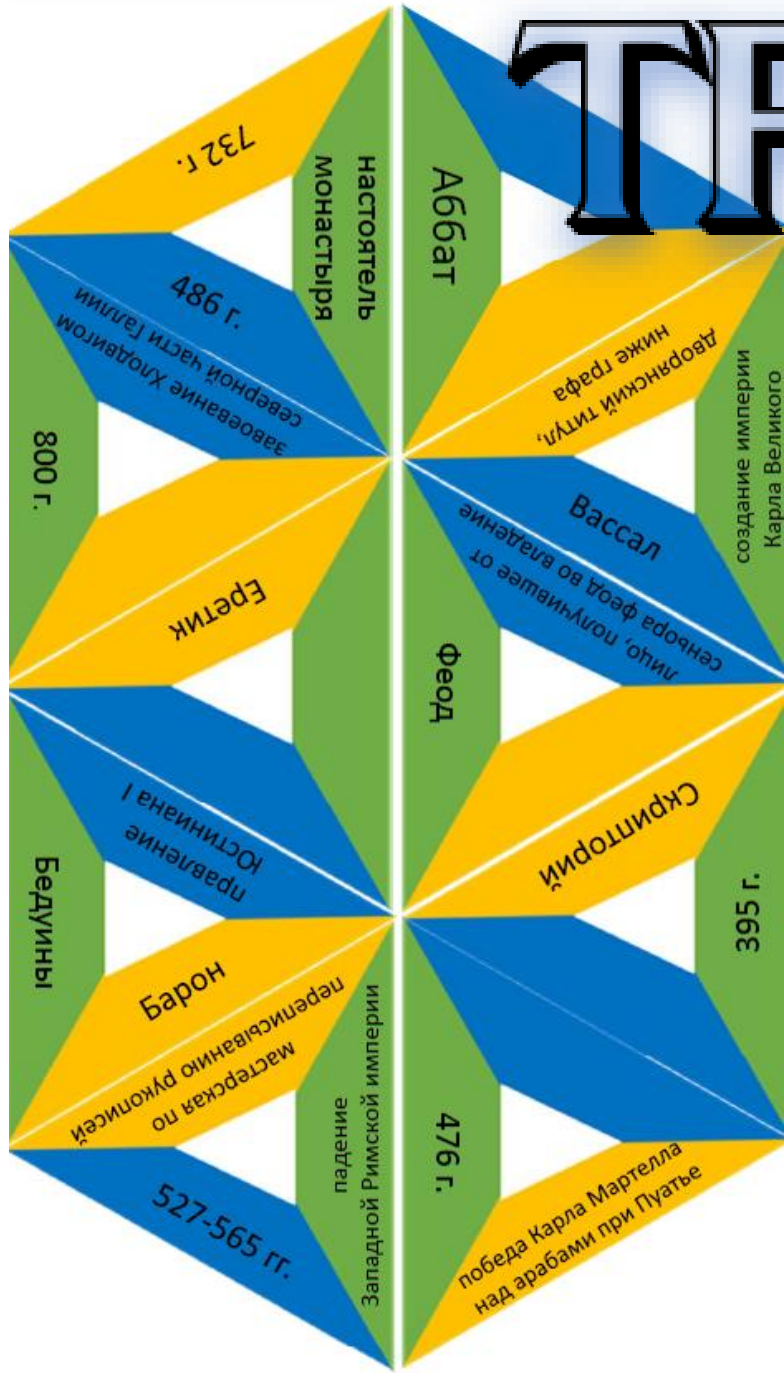 ТР
732 г.
настоятель
монастыря
Аббат
486 г.
завоевание Хлодвигом
северной части Галлии
дворянский титул,
ниже графа
создание империи
Карла Великого
800 г.
Еретик
Вассал
лицо, получившее от
сеньора феод во владение
Феод
правление
Юстиниана I
Скрипторий
Бедуины
395 г.
Барон
мастерская по
переписыванию рукописей
падение
Западной Римской империи
476 г.
527-565 гг.
победа Карла Мартелла
над арабами при Пуатье